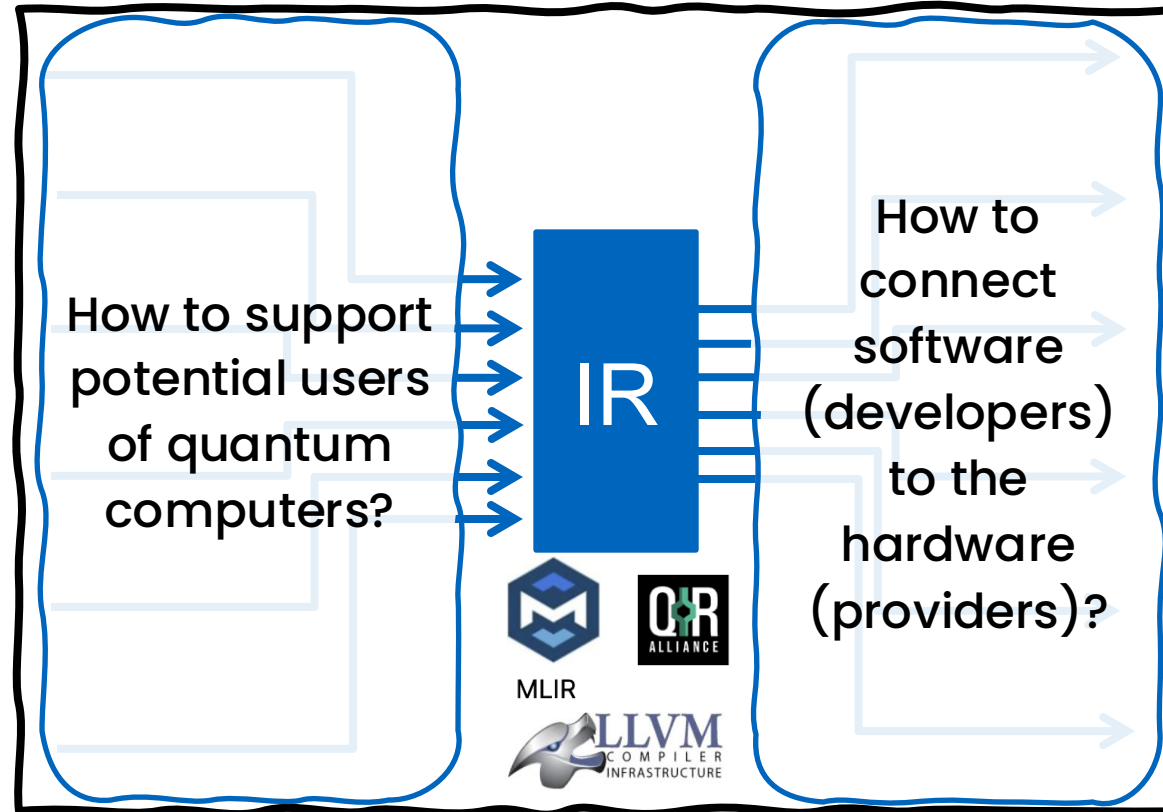 How to support
potential users
of quantum
computers?
IR
MLIR
QIR
ALLIANCE
LLVM
COMPILER
INFRASTRUCTURE
How to
connect
software
(developers)
to the
hardware
(providers)?